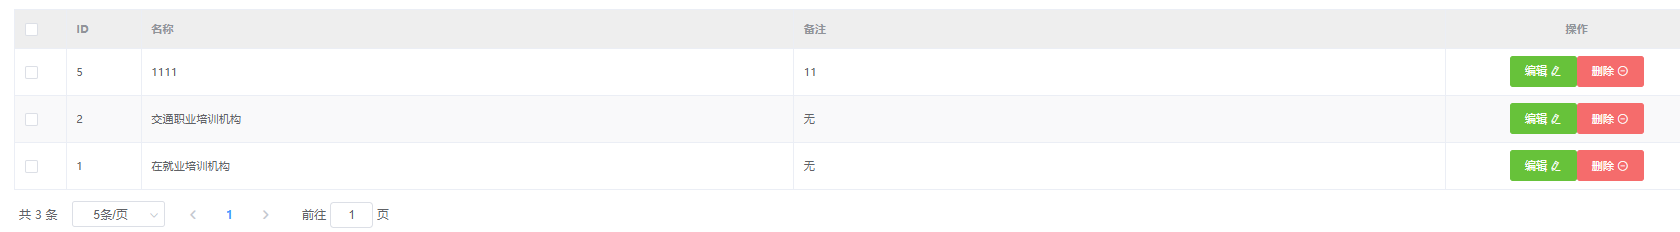 ID 名称 备注 操作
5 1111 11 编辑 删除
2 交通职业培训机构 无 编辑 删除
1 在就业培训机构 无 编辑 删除
共 3 条 5条/页 1 前往 1 页